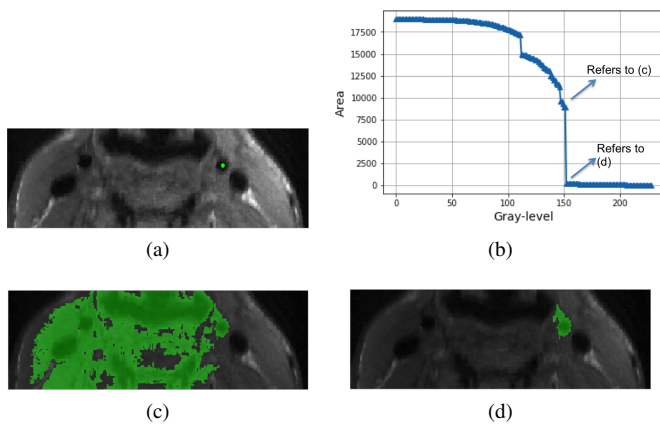 17500
15000
12500
10000
7500
5000
2500
0
Area
Refers to (c)
Refers to
(d)
0 50 100 150 200
Gray-level
(a)
(b)
(c)
(d)